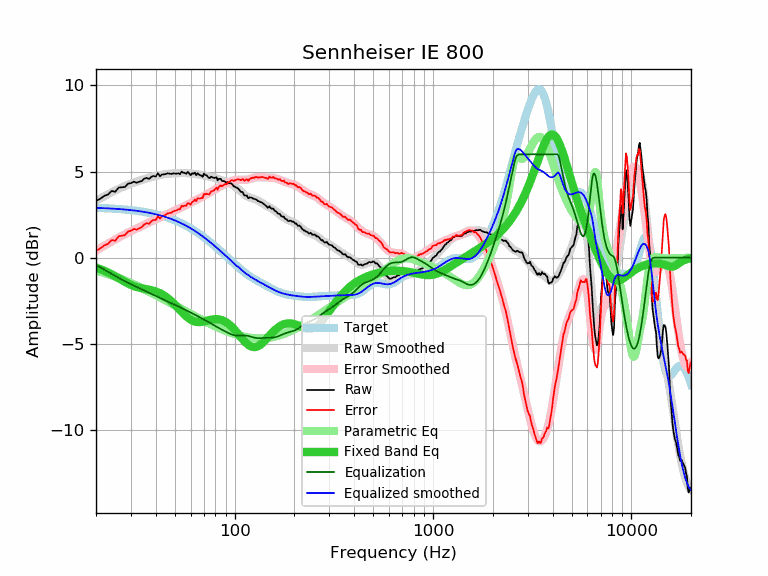 Sennheiser IE 800
Amplitude (dBr)
10
5
0
−5
−10
Target
Raw Smoothed
Error Smoothed
Raw
Error
Parametric Eq
Fixed Band Eq
Equalization
Equalized smoothed
100
1000
10000
Frequency (Hz)